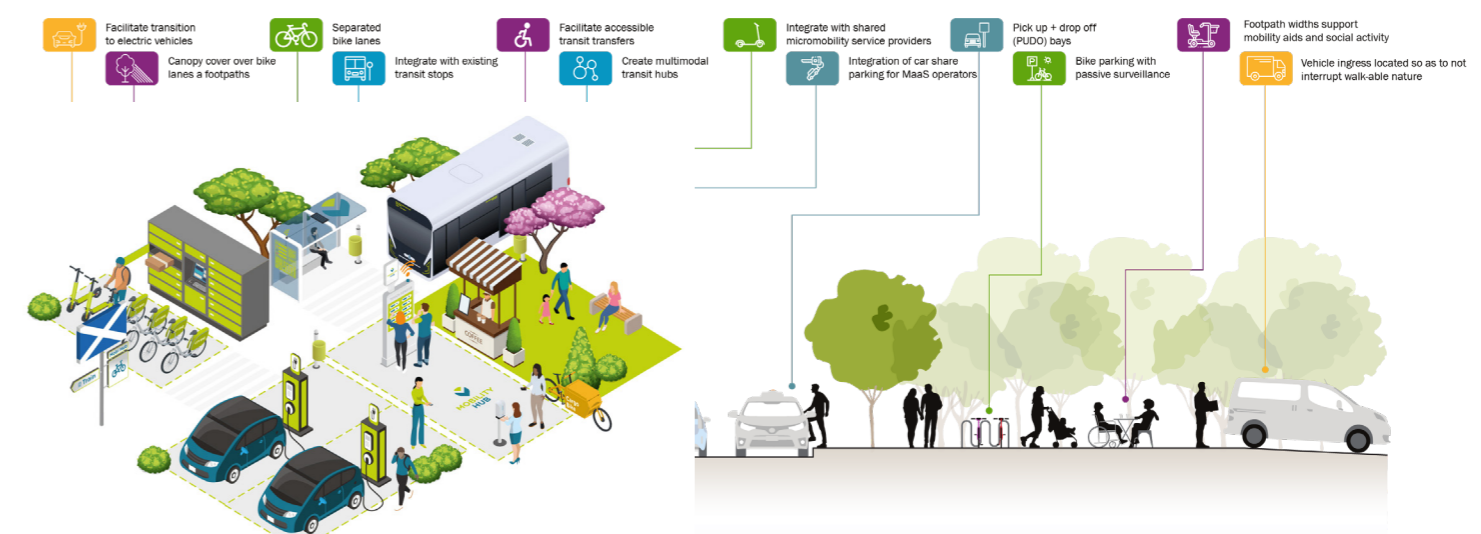 Facilitate transition
to electric vehicles
Canopy cover over bike
lanes a footpaths
Separated
bike lanes
Integrate with existing
transit stops
Facilitate accessible
transit transfers
Create multimodal
transit hubs
Integrate with shared
micromobility service providers
Integration of car share
parking for MaaS operators
Pick up + drop off
(PUDO) bays
Bike parking with
passive surveillance
Footpath widths support
mobility aids and social activity
Vehicle ingress located so as to not
interrupt walk-able nature
P
MOBILITY
HUB
Train
COFFEE